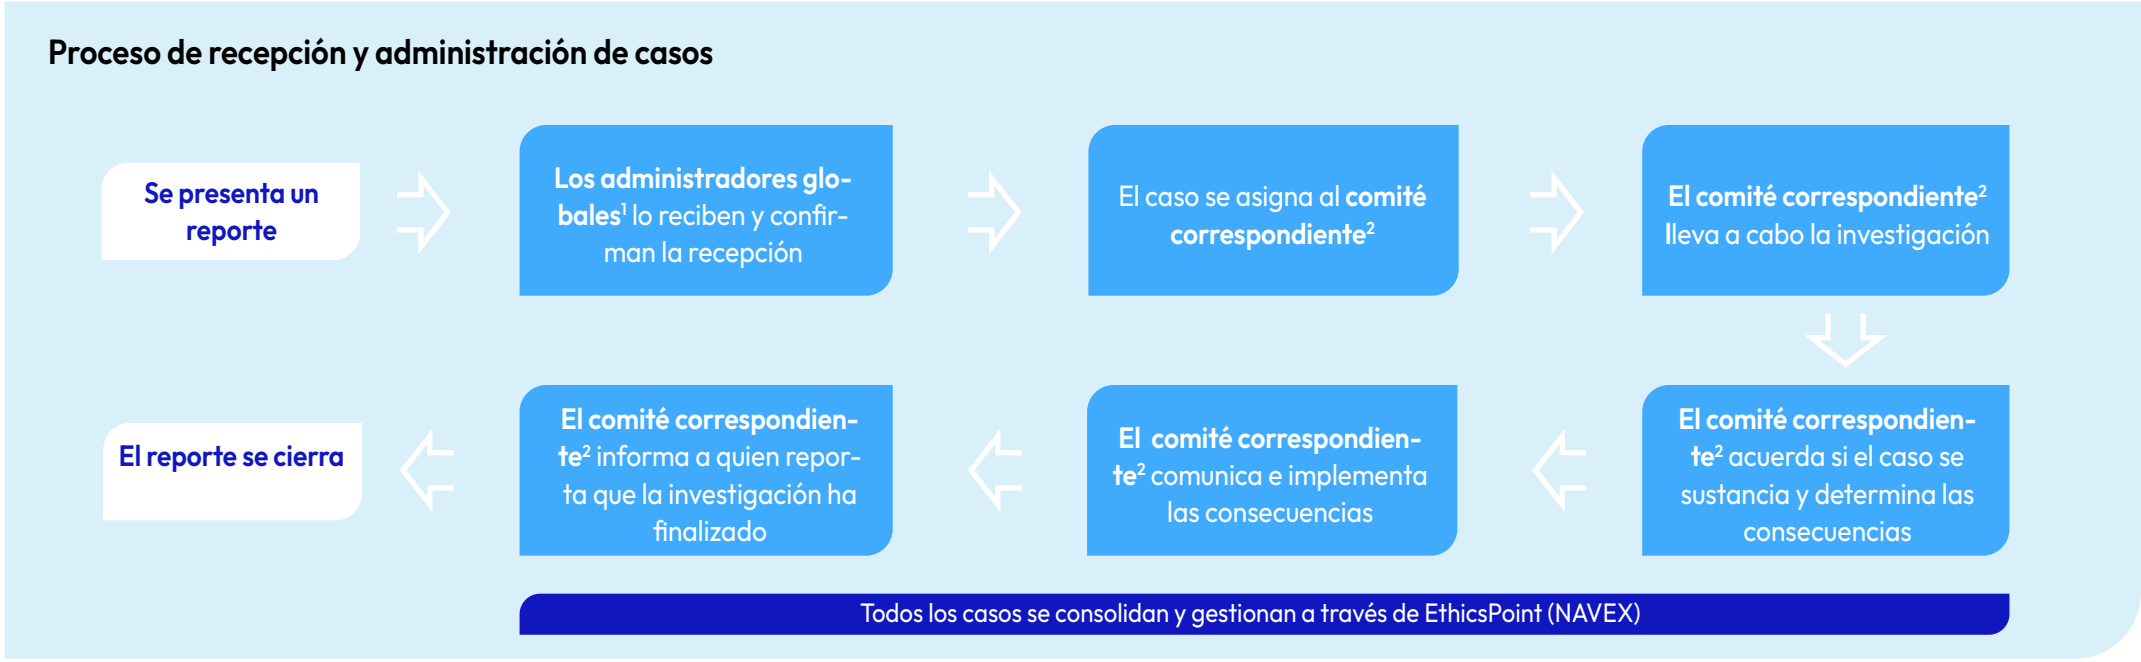 Proceso de recepción y administración de casos
Se presenta un
reporte
Los administradores glo-
bales¹ lo reciben y confir-
man la recepción
El caso se asigna al comité
correspondiente²
El comité correspondiente²
lleva a cabo la investigación
El comité correspondien-
te² acuerda si el caso se
sustancia y determina las
consecuencias
El comité correspondien-
te² comunica e implementa
las consecuencias
El comité correspondien-
te² informa a quien repor-
ta que la investigación ha
finalizado
El reporte se cierra
Todos los casos se consolidan y gestionan a través de EthicsPoint (NAVEX)